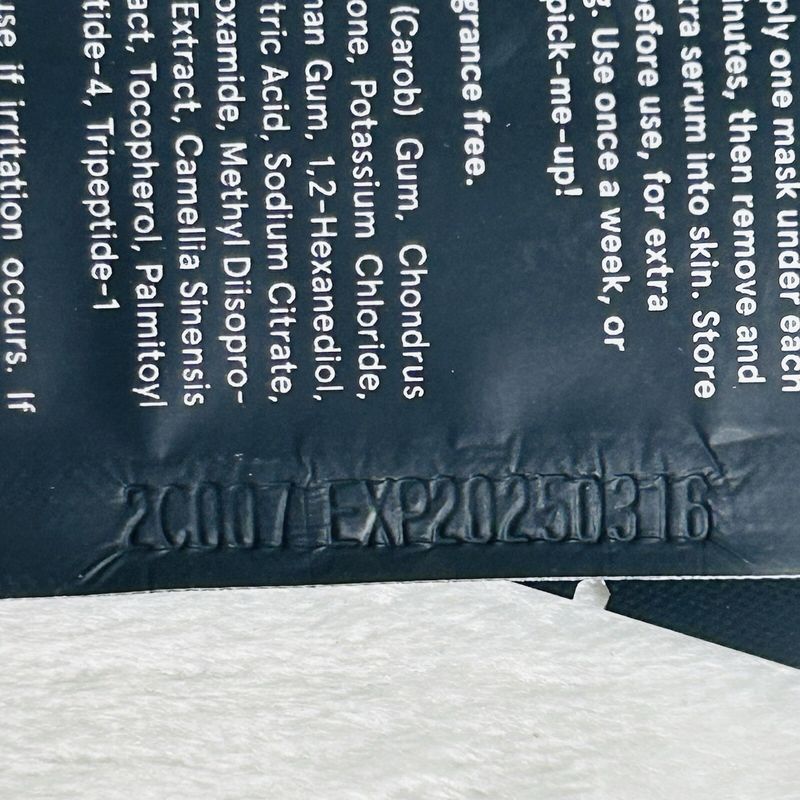 ply one mask under each
inutes, then remove and
tra serum into skin. Store
before use, for extra
g. Use once a week, or
pick-me-up!
grance free.
(Carob) Gum, Chondrus
one, Potassium Chloride,
han Gum, 1,2-Hexanediol,
tric Acid, Sodium Citrate,
oxamide, Methyl Diisopro-
Extract, Camellia Sinensis
act, Tocopherol, Palmitoyl
tide-4, Tripeptide-1
use if irritation occurs. If
2C007 EXP20250316